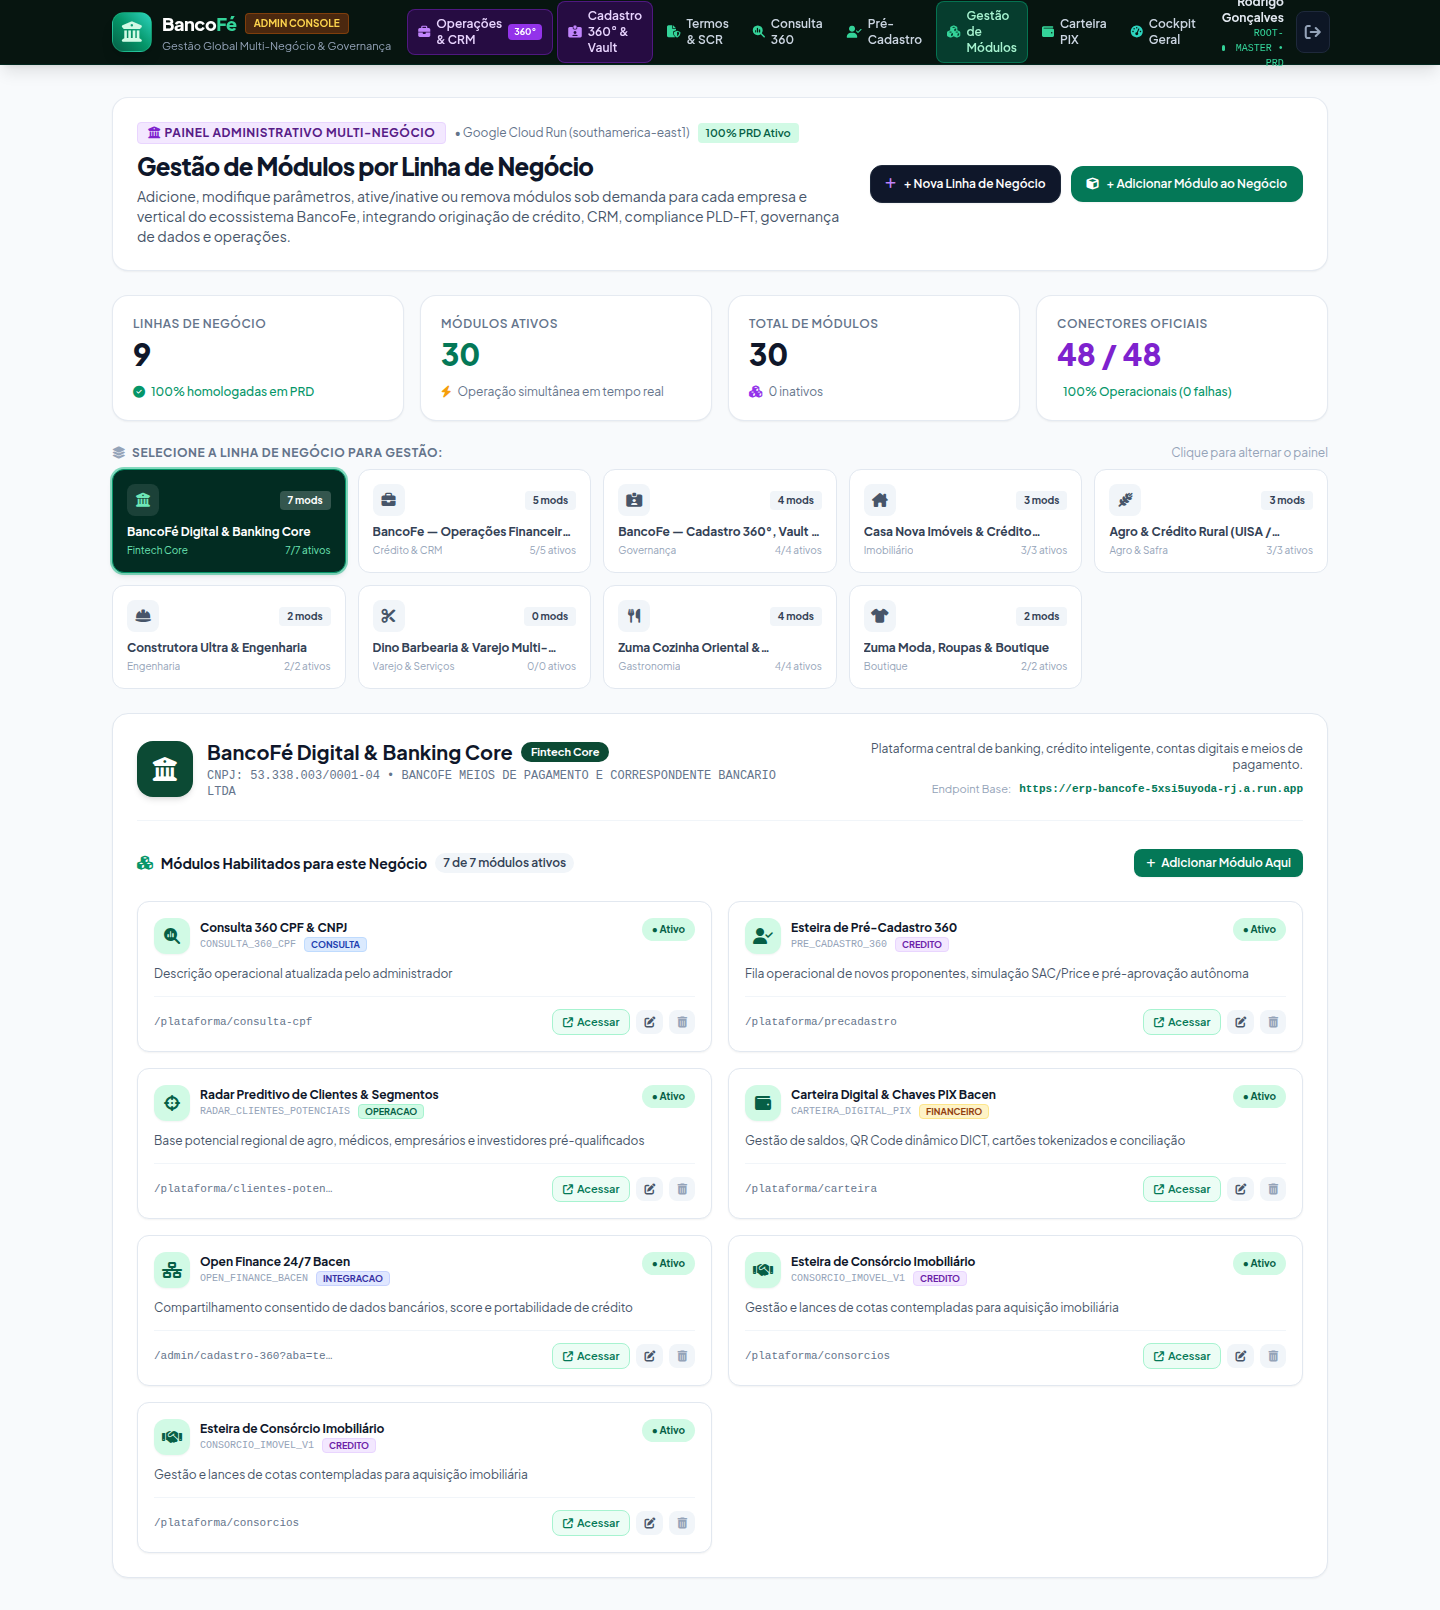 BancoFé
ADMIN CONSOLE
Gestão Global Multi-Negócio & Governança
Operações
& CRM
360°
Cadastro
360° &
Vault
Termos
& SCR
Consulta
360
Pré-
Cadastro
Gestão
de
Módulos
Carteira
PIX
Cockpit
Geral
Rodrigo
Gonçalves
ROOT-
MASTER •
PRD
PAINEL ADMINISTRATIVO MULTI-NEGÓCIO
• Google Cloud Run (southamerica-east1)
100% PRD Ativo
Gestão de Módulos por Linha de Negócio
Adicione, modifique parâmetros, ative/inative ou remova módulos sob demanda para cada empresa e
vertical do ecossistema BancoFe, integrando originação de crédito, CRM, compliance PLD-FT, governança
de dados e operações.
+ Nova Linha de Negócio
+ Adicionar Módulo ao Negócio
LINHAS DE NEGÓCIO
9
100% homologadas em PRD
MÓDULOS ATIVOS
30
Operação simultânea em tempo real
TOTAL DE MÓDULOS
30
0 inativos
CONECTORES OFICIAIS
48 / 48
100% Operacionais (0 falhas)
SELECIONE A LINHA DE NEGÓCIO PARA GESTÃO:
Clique para alternar o painel
7 mods
BancoFé Digital & Banking Core
Fintech Core
7/7 ativos
5 mods
BancoFe — Operações Financeir...
Crédito & CRM
5/5 ativos
4 mods
BancoFe — Cadastro 360°, Vault ...
Governança
4/4 ativos
3 mods
Casa Nova Imóveis & Crédito...
Imobiliário
3/3 ativos
3 mods
Agro & Crédito Rural (UISA /...
Agro & Safra
3/3 ativos
2 mods
Construtora Ultra & Engenharia
Engenharia
2/2 ativos
0 mods
Dino Barbearia & Varejo Multi-...
Varejo & Serviços
0/0 ativos
4 mods
Zuma Cozinha Oriental &...
Gastronomia
4/4 ativos
2 mods
Zuma Moda, Roupas & Boutique
Boutique
2/2 ativos
BancoFé Digital & Banking Core
Fintech Core
CNPJ: 53.338.003/0001-04 • BANCOFE MEIOS DE PAGAMENTO E CORRESPONDENTE BANCARIO
LTDA
Plataforma central de banking, crédito inteligente, contas digitais e meios de
pagamento.
Endpoint Base: https://erp-bancofe-5xsi5uyoda-rj.a.run.app
Módulos Habilitados para este Negócio
7 de 7 módulos ativos
+ Adicionar Módulo Aqui
Consulta 360 CPF & CNPJ
CONSULTA_360_CPF
CONSULTA
• Ativo
Descrição operacional atualizada pelo administrador
/plataforma/consulta-cpf
Acessar
Esteira de Pré-Cadastro 360
PRE_CADASTRO_360
CREDITO
• Ativo
Fila operacional de novos proponentes, simulação SAC/Price e pré-aprovação autônoma
/plataforma/precadastro
Acessar
Radar Preditivo de Clientes & Segmentos
RADAR_CLIENTES_POTENCIAIS
OPERACAO
• Ativo
Base potencial regional de agro, médicos, empresários e investidores pré-qualificados
/plataforma/clientes-poten…
Acessar
Carteira Digital & Chaves PIX Bacen
CARTEIRA_DIGITAL_PIX
FINANCEIRO
• Ativo
Gestão de saldos, QR Code dinâmico DICT, cartões tokenizados e conciliação
/plataforma/carteira
Acessar
Open Finance 24/7 Bacen
OPEN_FINANCE_BACEN
INTEGRACAO
• Ativo
Compartilhamento consentido de dados bancários, score e portabilidade de crédito
/admin/cadastro-360?aba=te…
Acessar
Esteira de Consórcio Imobiliário
CONSORCIO_IMOVEL_V1
CREDITO
• Ativo
Gestão e lances de cotas contempladas para aquisição imobiliária
/plataforma/consorcios
Acessar
Esteira de Consórcio Imobiliário
CONSORCIO_IMOVEL_V1
CREDITO
• Ativo
Gestão e lances de cotas contempladas para aquisição imobiliária
/plataforma/consorcios
Acessar